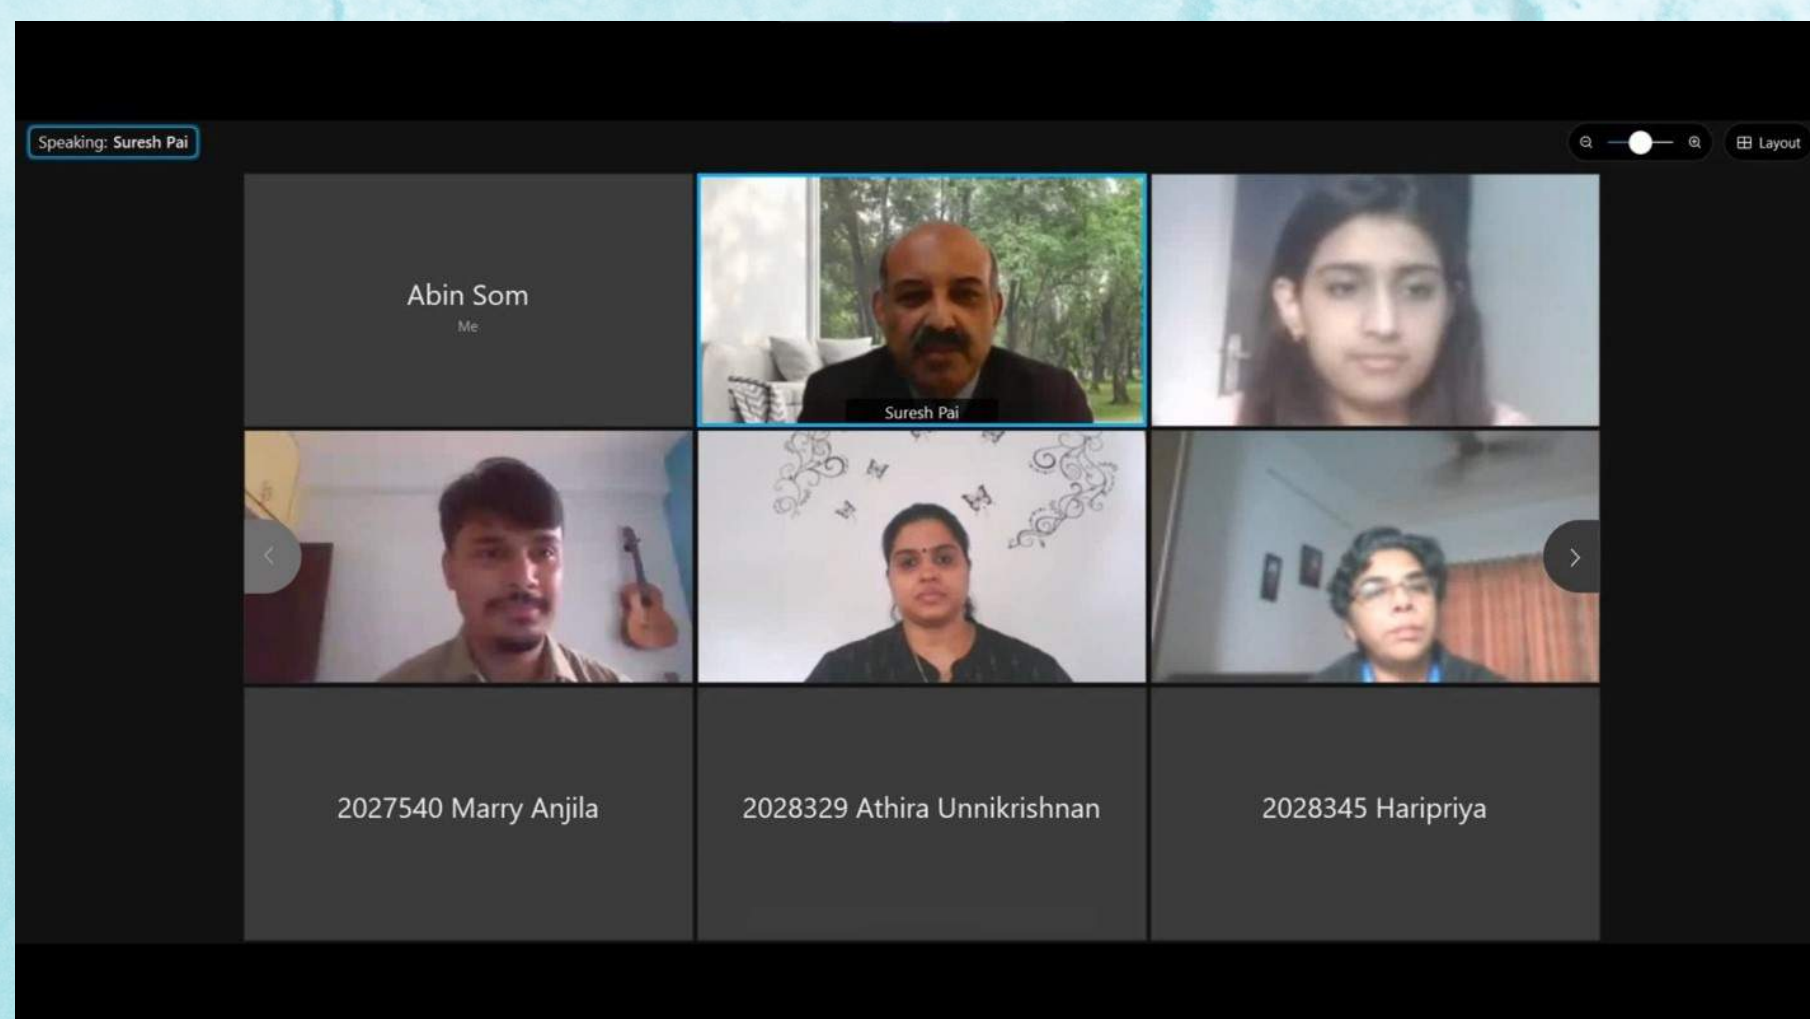 Speaking: Suresh Pai
Layout
Abin Som
Me
Suresh Pai
2027540 Marry Anjila
2028329 Athira Unnikrishnan
2028345 Haripriya